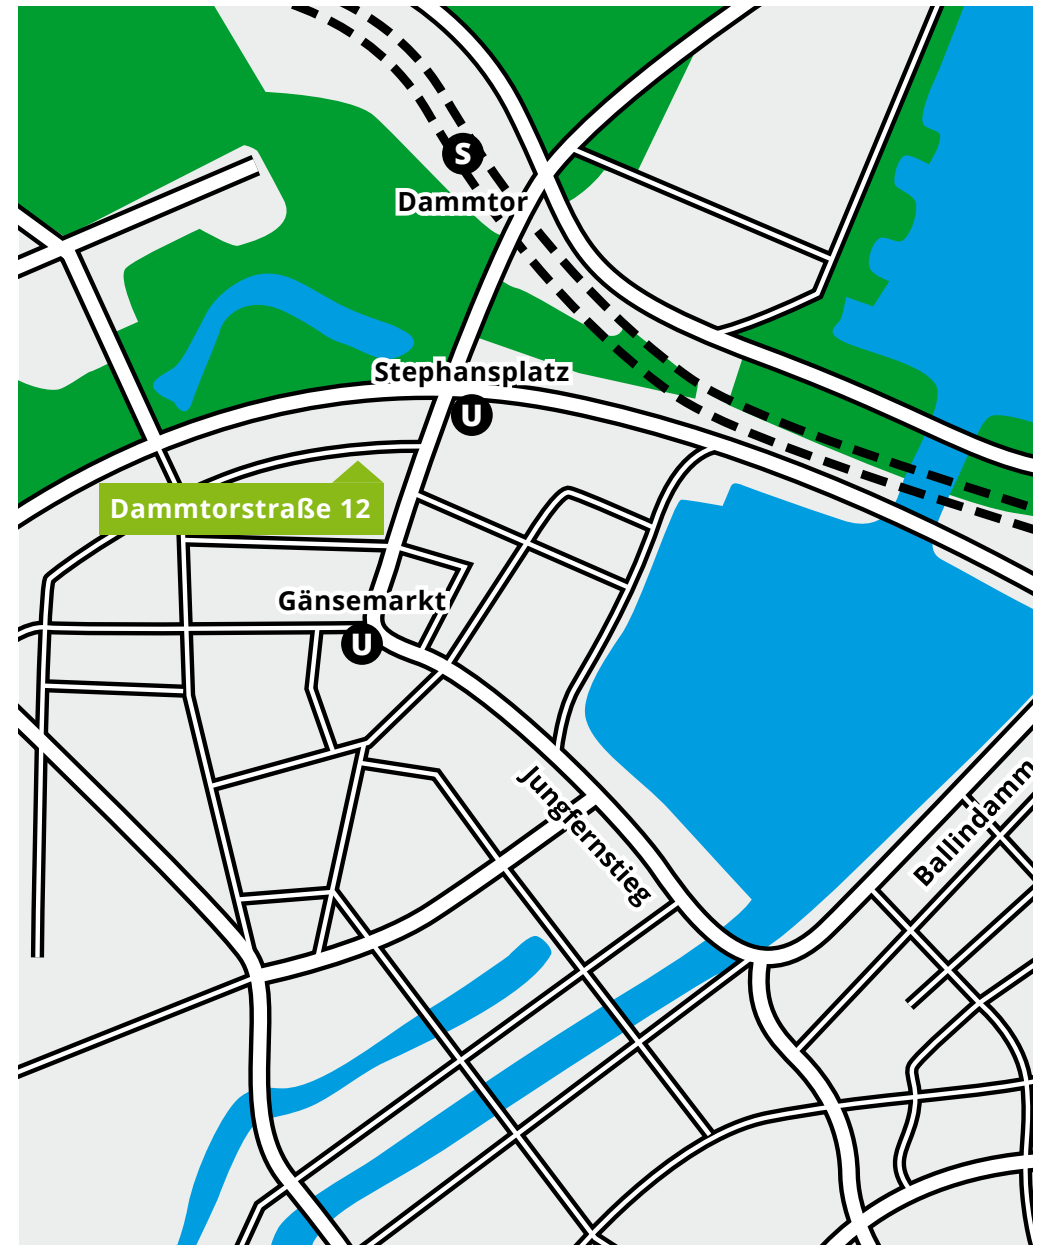 S
Dammtor
Stephansplatz
U
Dammtorstraße 12
Gänsemarkt
U
Jungfernstieg
Ballindamm